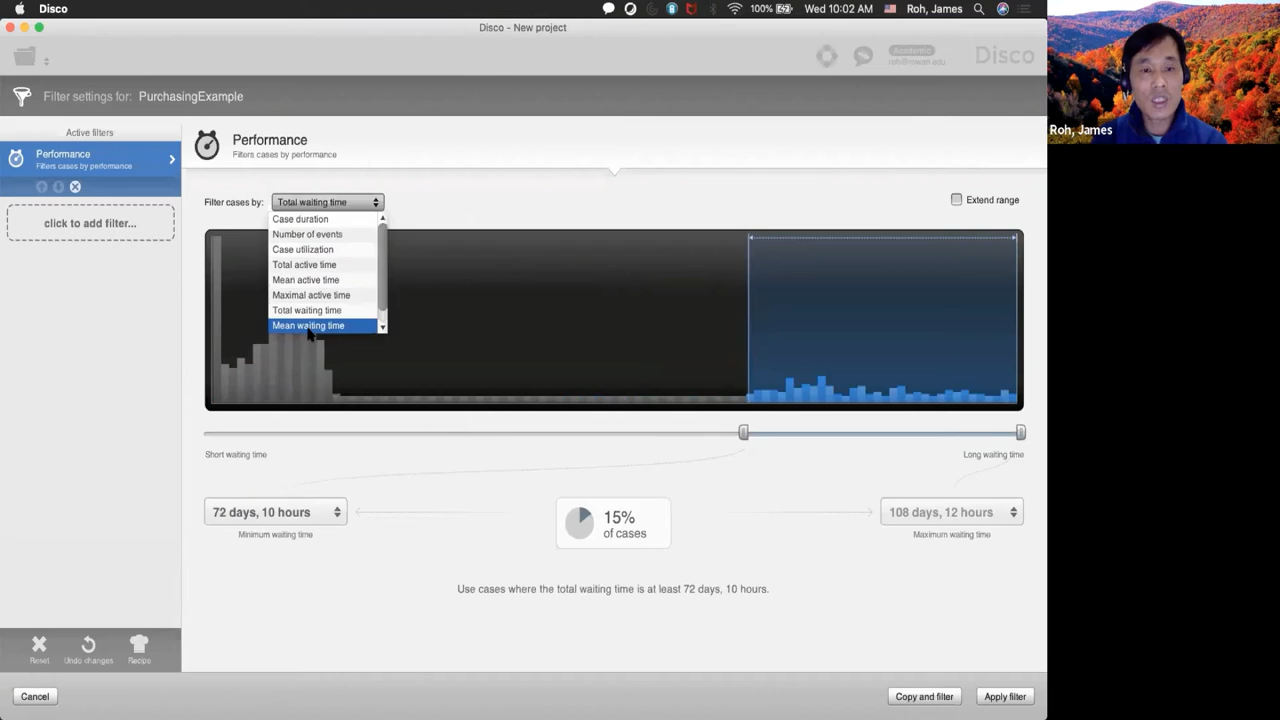 Disco
100%
Wed 10:02 AM
Roh, James
Disco - New project
Academic
roh@rowan.edu
Disco
Filter settings for: PurchasingExample
Active filters
Performance
Filters cases by performance
click to add filter...
Performance
Filters cases by performance
Filter cases by: Total waiting time
Extend range
Case duration
Number of events
Case utilization
Total active time
Mean active time
Maximal active time
Total waiting time
Mean waiting time
Short waiting time
Long waiting time
72 days, 10 hours
Minimum waiting time
15%
of cases
108 days, 12 hours
Maximum waiting time
Use cases where the total waiting time is at least 72 days, 10 hours.
Reset
Undo changes
Recipe
Cancel
Copy and filter
Apply filter
Roh, James